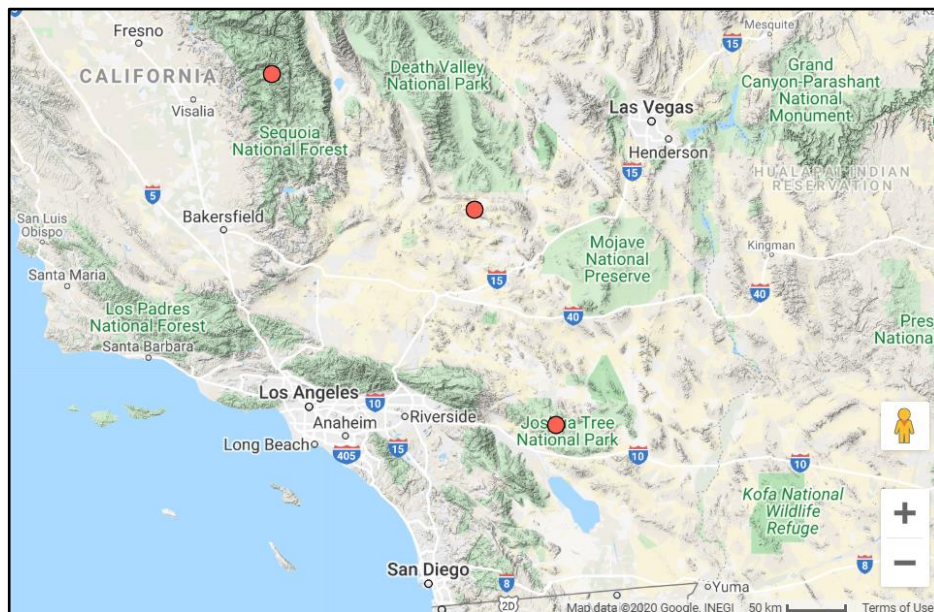 Fresno
CALIFORNIA
Visalia
Sequoia
National Forest
5
Bakersfield
San Luis
Obispo
Santa Maria
Los Padres
National Forest
Santa Barbara
Death Valley
National Park
Las Vegas
Henderson
15
15
Mesquite
Grand
Canyon-Parashant
National
Monument
HUALAPAI INDIAN
RESERVATION
Mojave
National
Preserve
Kingman
15
40
40
Pres
National
Los Angeles
10
Anaheim
Riverside
Long Beach
405
15
Tree
National Park
10
10
Kofa National
Wildlife
Refuge
San Diego
8
8
2D
Yuma
+
−
Map data ©2020 Google, INEGI
50 km
Terms of Use